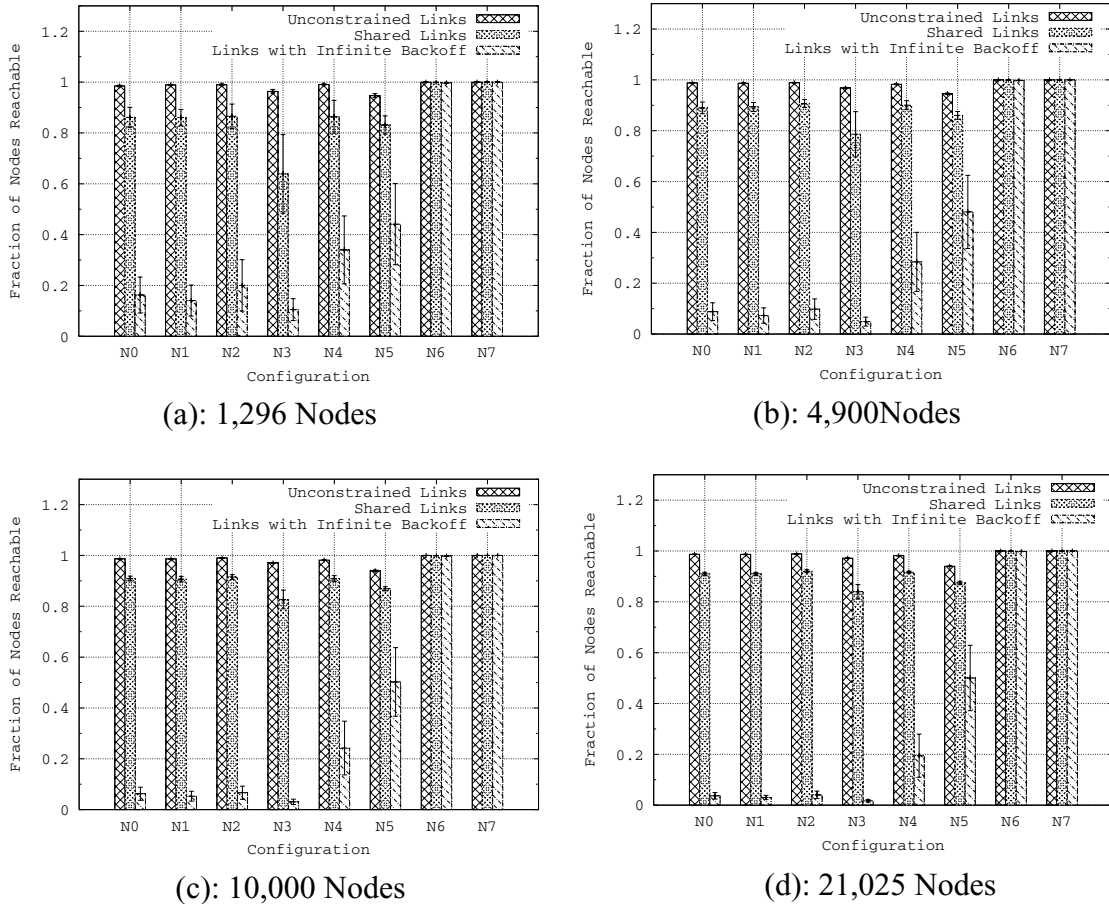 Unconstrained Links
Shared Links
Links with Infinite Backoff
Fraction of Nodes Reachable
1.2
1
0.8
0.6
0.4
0.2
0
N0 N1 N2 N3 N4 N5 N6 N7
Configuration
(a): 1,296 Nodes
Unconstrained Links
Shared Links
Links with Infinite Backoff
Fraction of Nodes Reachable
1.2
1
0.8
0.6
0.4
0.2
0
N0 N1 N2 N3 N4 N5 N6 N7
Configuration
(b): 4,900Nodes
Unconstrained Links
Shared Links
Links with Infinite Backoff
Fraction of Nodes Reachable
1.2
1
0.8
0.6
0.4
0.2
0
N0 N1 N2 N3 N4 N5 N6 N7
Configuration
(c): 10,000 Nodes
Unconstrained Links
Shared Links
Links with Infinite Backoff
Fraction of Nodes Reachable
1.2
1
0.8
0.6
0.4
0.2
0
N0 N1 N2 N3 N4 N5 N6 N7
Configuration
(d): 21,025 Nodes